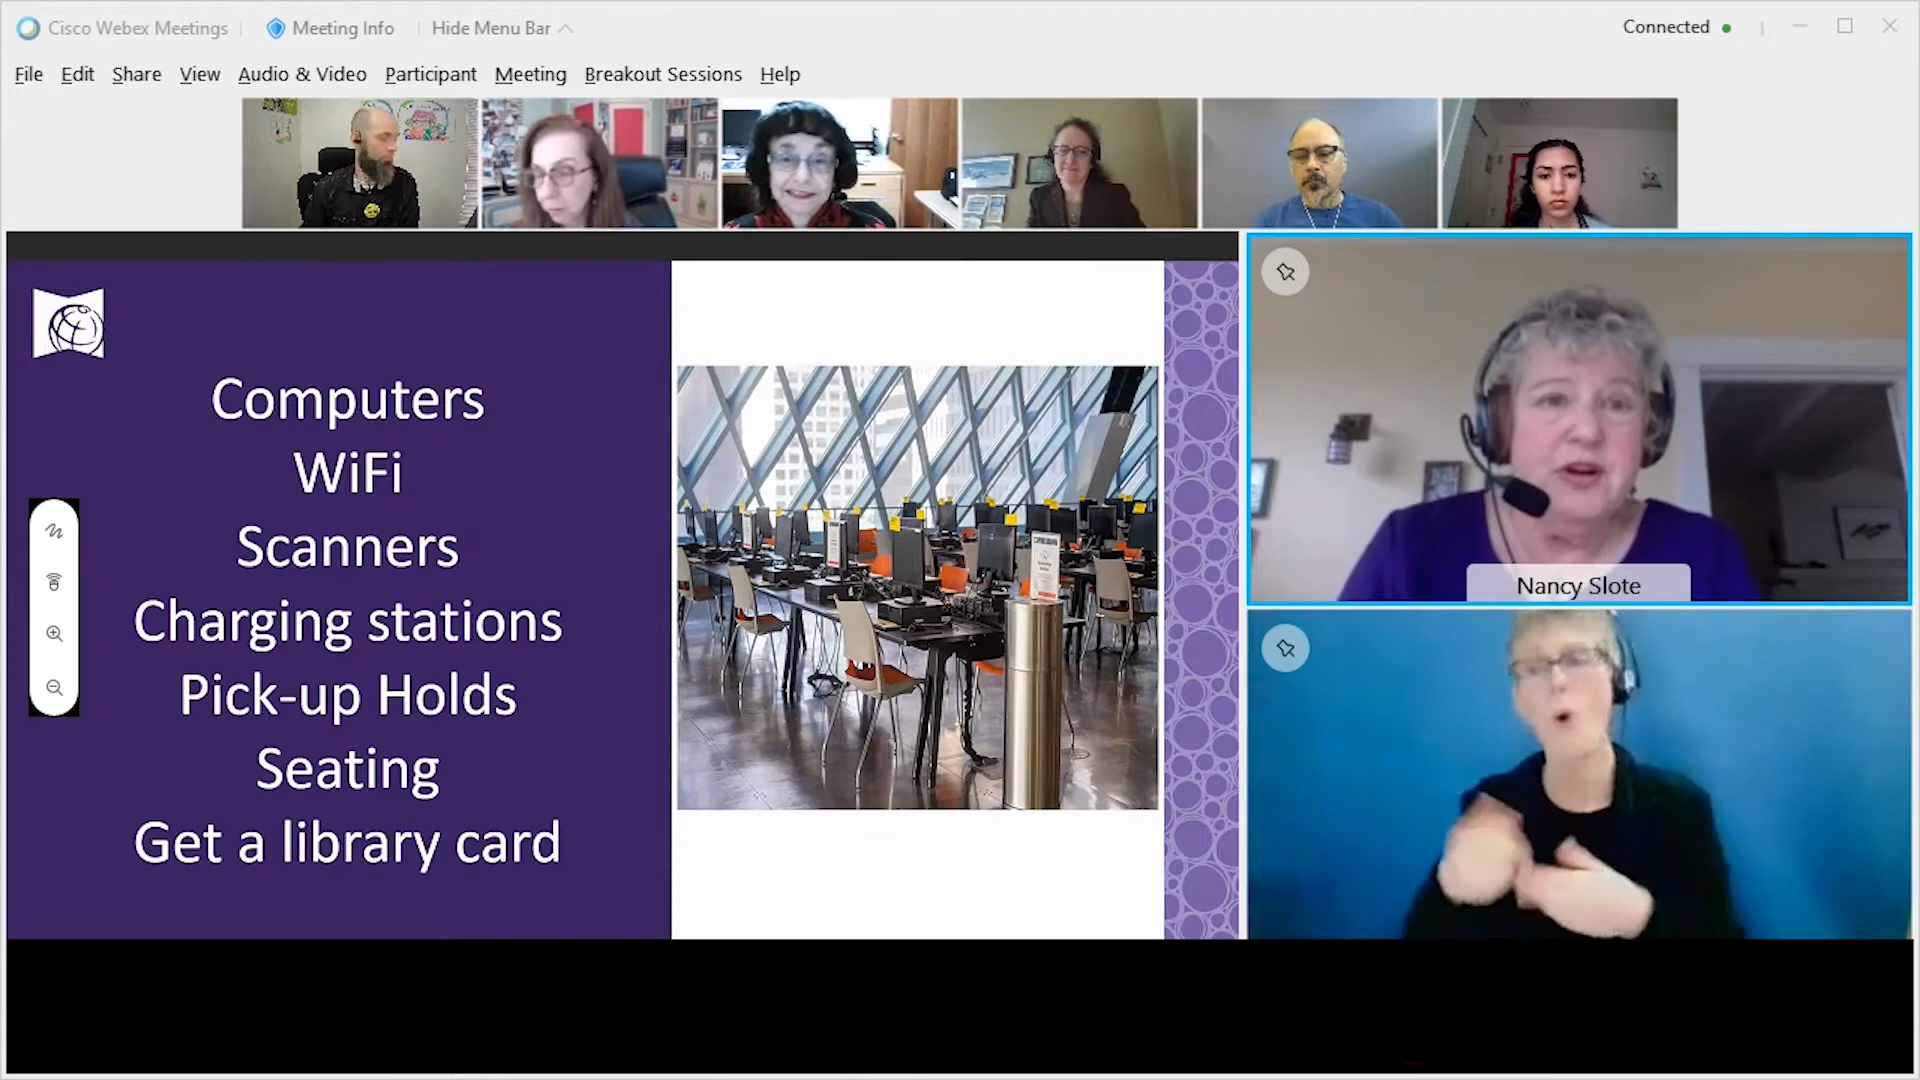 Cisco Webex Meetings
Meeting Info
Hide Menu Bar
Connected
File Edit Share View Audio & Video Participant Meeting Breakout Sessions Help
Computers
WiFi
Scanners
Charging stations
Pick-up Holds
Seating
Get a library card
Nancy Slote